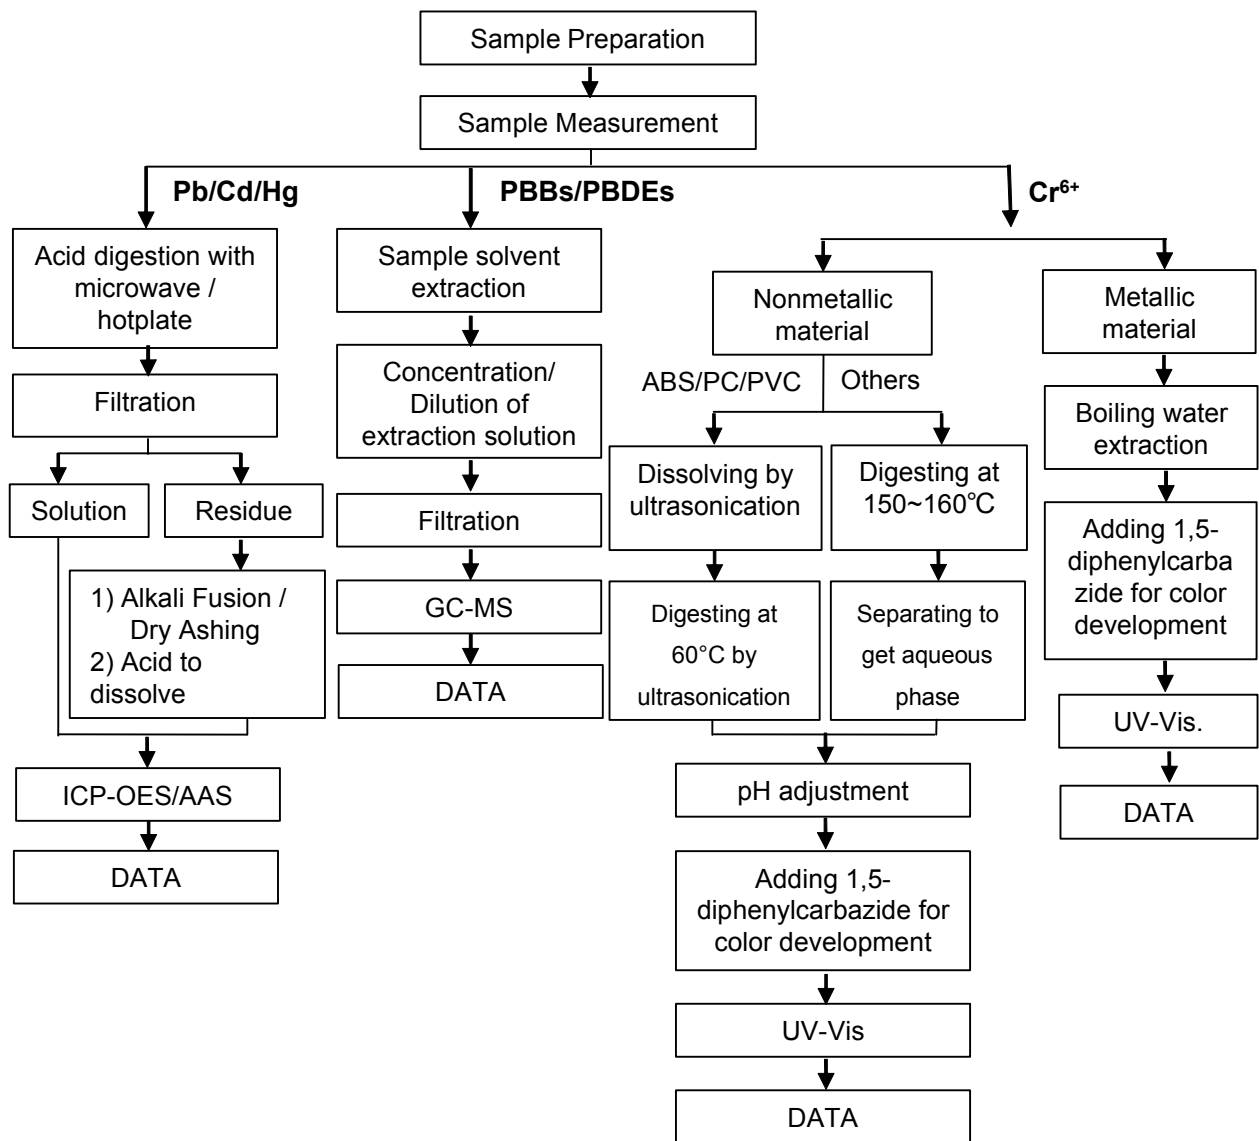 Sample Preparation
Sample Measurement
Pb/Cd/Hg
PBBs/PBDEs
Cr⁶⁺
Acid digestion with
microwave /
hotplate
Filtration
Solution
Residue
1) Alkali Fusion /
Dry Ashing
2) Acid to
dissolve
ICP-OES/AAS
DATA
Sample solvent
extraction
Concentration/
Dilution of
extraction solution
Filtration
GC-MS
DATA
Nonmetallic
material
ABS/PC/PVC
Others
Dissolving by
ultrasonication
Digesting at
60°C by
ultrasonication
Digesting at
150~160℃
Separating to
get aqueous
phase
pH adjustment
Adding 1,5-
diphenylcarbazide for
color development
UV-Vis
DATA
Metallic
material
Boiling water
extraction
Adding 1,5-
diphenylcarba
zide for color
development
UV-Vis.
DATA